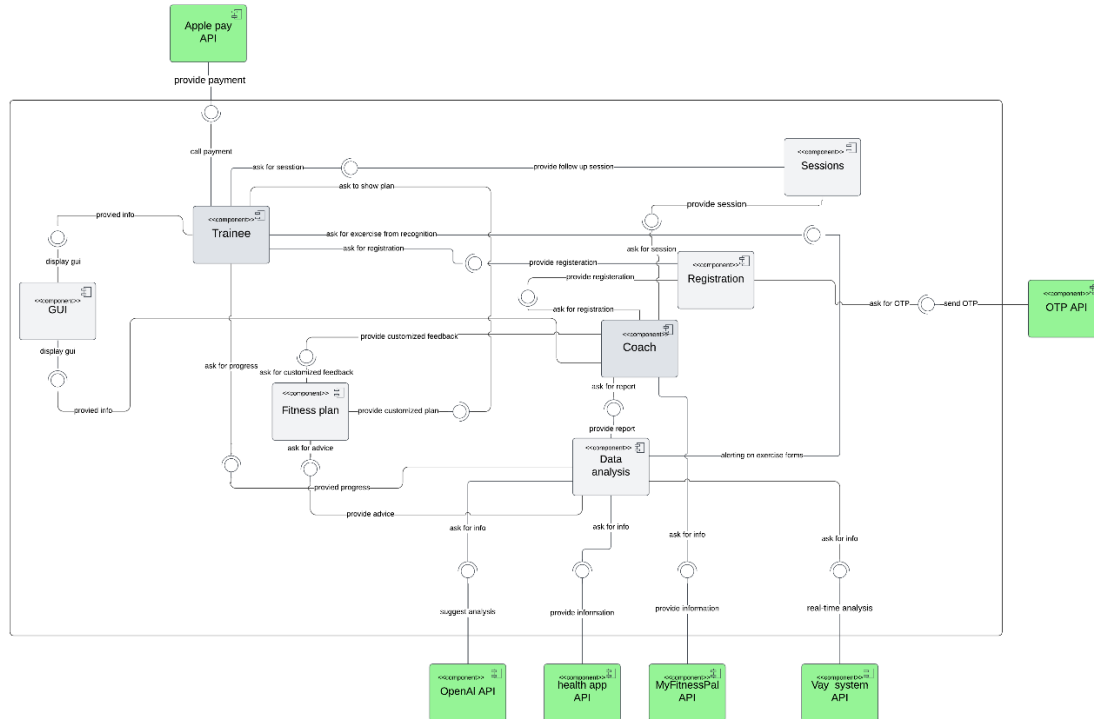 Apple pay
API
provide payment
call payment
ask for sesstion
provide follow up session
<<component>>
Sessions
ask to show plan
provide session
provied info
<<component>>
Trainee
ask for excercise from recognition
ask for registration
ask for session
provide registeration
<<component>>
Registration
provide registeration
display gui
<<component>>
GUI
ask for OTP
send OTP
<<component>>
OTP API
ask for registration
<<component>>
Coach
display gui
provide customized feedback
ask for progress
ask for customized feedback
ask for report
<<component>>
Fitness plan
provide customized plan
provied info
provide report
ask for advice
<<component>>
Data
analysis
alerting on exercise forms
provied progress
provide advice
ask for info
ask for info
ask for info
ask for info
suggest analysis
provide information
provide information
real-time analysis
<<component>>
OpenAI API
<<component>>
health app
API
<<component>>
MyFitnessPal
API
<<component>>
Vay system
API